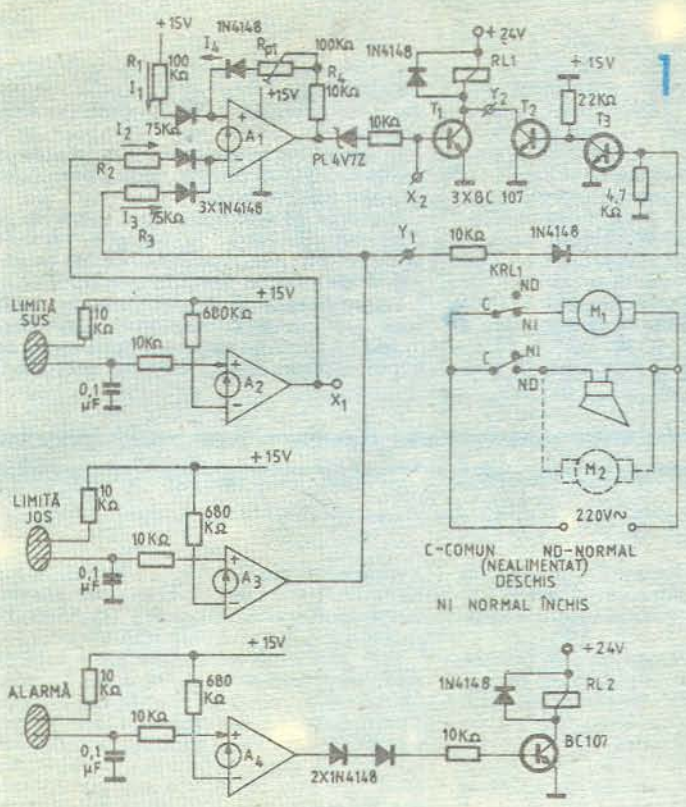 1
+15V
1N4148
100KΩ
+24V
R1
100
KΩ
I4
Rp1
R4
10KΩ
1N4148
RL1
+15V
I1
+15V
Y2
22KΩ
I2
75KΩ
A1
10KΩ
T1
T2
T3
R2
PL4V7Z
X2
3XBC 107
4,7
KΩ
I3
75KΩ
R3
3X1N4148
Y1
10KΩ
1N4148
KRL1
ND
C
NI
M1
C
NI
ND
M2
220V~
C-COMUN
ND-NORMAL
(NEALIMENTAT)
DESCHIS
NI NORMAL ÎNCHIS
LIMITĂ
SUS
10
KΩ
+15V
680KΩ
10KΩ
+
A2
-
X1
0,1
µF
+15V
LIMITĂ
JOS
10
KΩ
680
KΩ
10KΩ
+
A3
-
0,1
µF
+15V
ALARMĂ
10
KΩ
680
KΩ
10KΩ
+
A4
-
0,1
µF
2X1N4148
10KΩ
+24V
1N4148
RL2
BC107